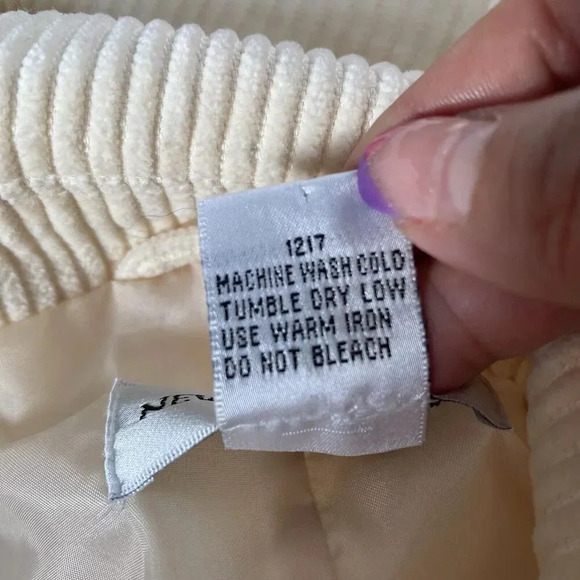 1217
MACHINE WASH COLD
TUMBLE DRY LOW
USE WARM IRON
DO NOT BLEACH